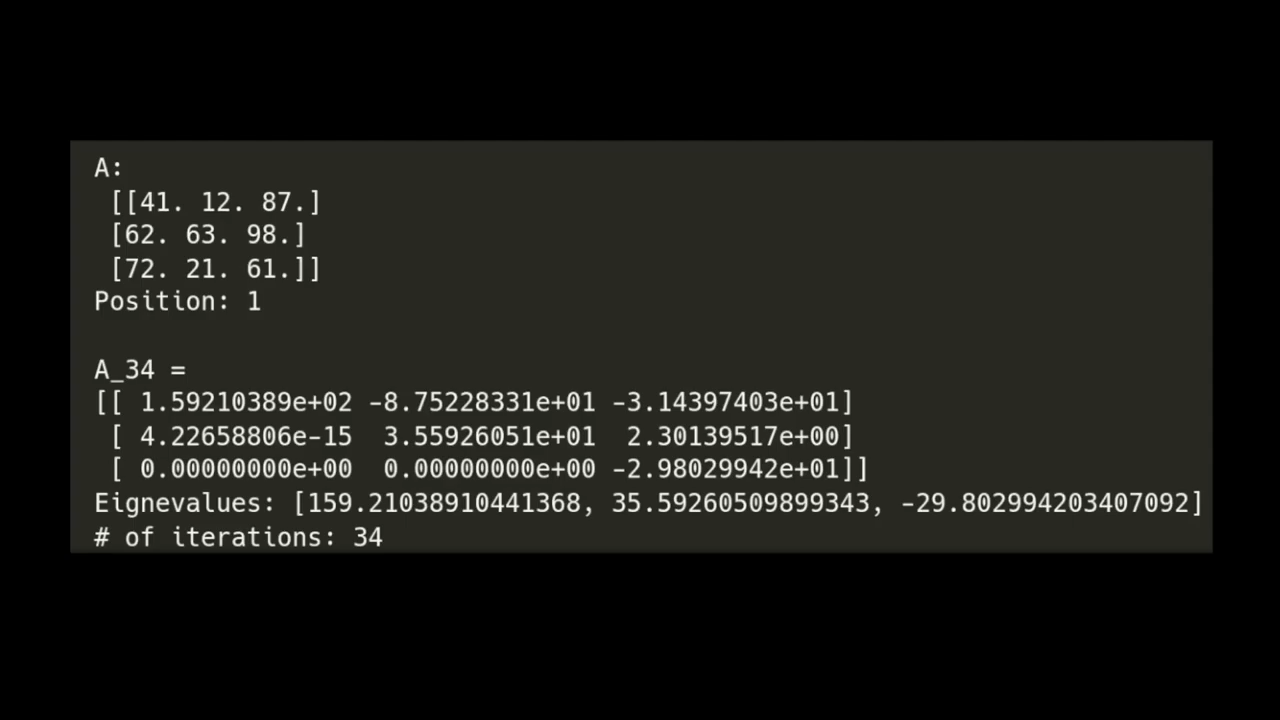 A:
[[41. 12. 87.]
[62. 63. 98.]
[72. 21. 61.]]
Position: 1
A_34 =
[[ 1.59210389e+02 -8.75228331e+01 -3.14397403e+01]
[ 4.22658806e-15 3.55926051e+01 2.30139517e+00]
[ 0.00000000e+00 0.00000000e+00 -2.98029942e+01]]
Eignevalues: [159.21038910441368, 35.59260509899343, -29.802994203407092]
# of iterations: 34